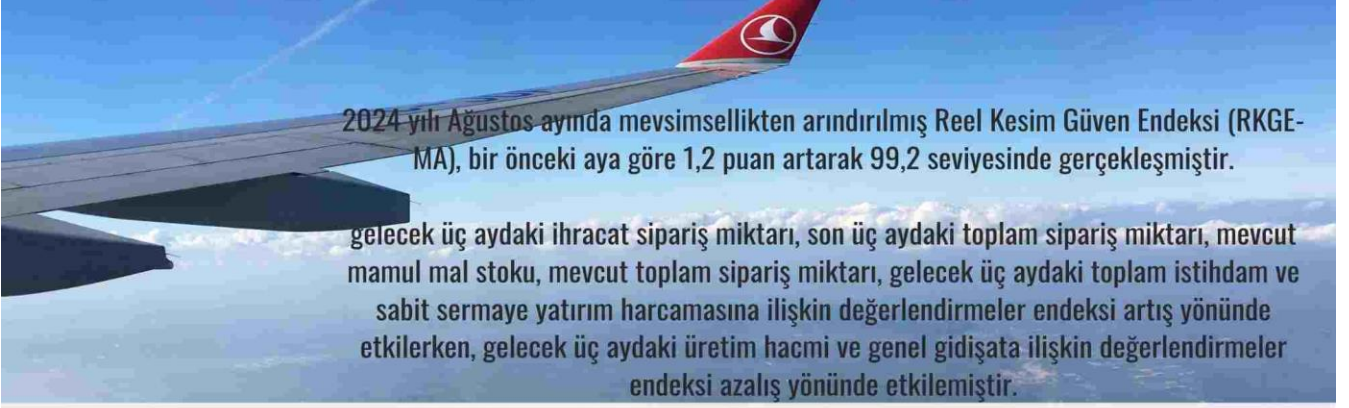 2024 yılı Ağustos ayında mevsimsellikten arındırılmış Reel Kesim Güven Endeksi (RKGE-
MA), bir önceki aya göre 1,2 puan artarak 99,2 seviyesinde gerçekleşmiştir.
gelecek üç aydaki ihracat sipariş miktarı, son üç aydaki toplam sipariş miktarı, mevcut
mamul mal stoku, mevcut toplam sipariş miktarı, gelecek üç aydaki toplam istihdam ve
sabit sermaye yatırım harcamasına ilişkin değerlendirmeler endeksi artış yönünde
etkilerken, gelecek üç aydaki üretim hacmi ve genel gidişata ilişkin değerlendirmeler
endeksi azalış yönünde etkilemiştir.